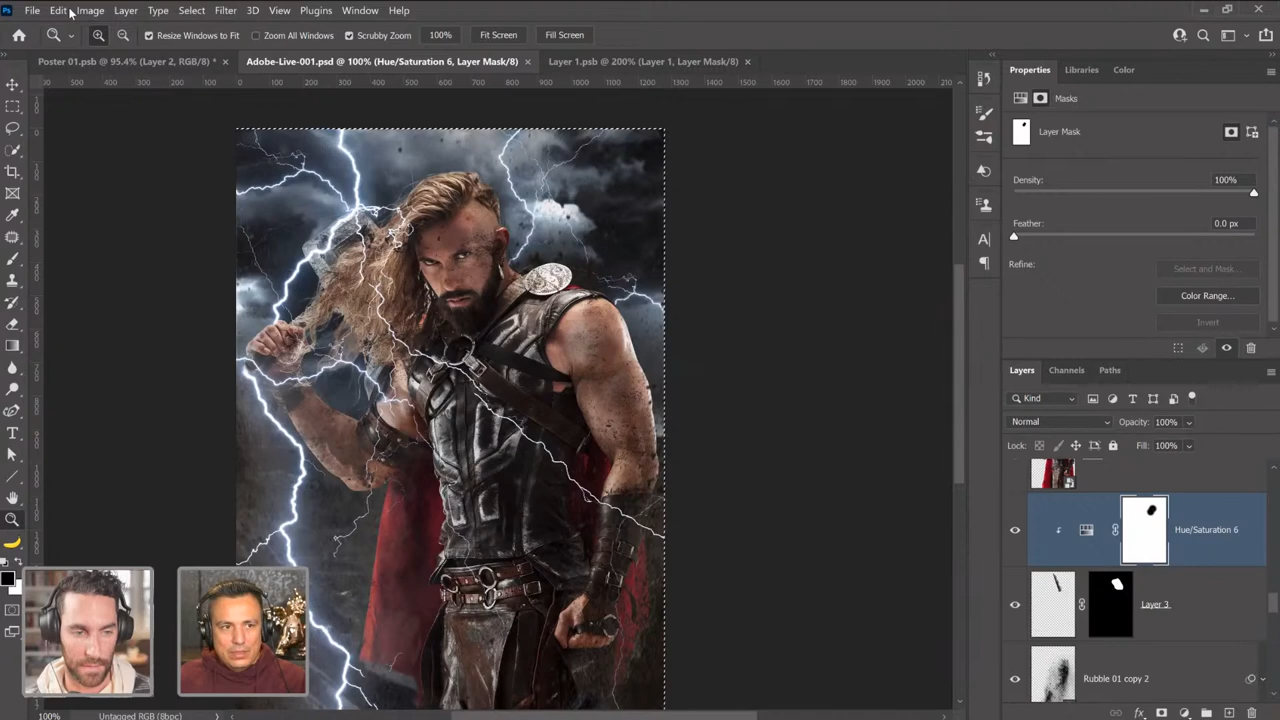 Ps File Edit Image Layer Type Select Filter 3D View Plugins Window Help
Resize Windows to Fit Zoom All Windows Scrubby Zoom 100% Fit Screen Fill Screen
Poster 01.psb @ 95.4% (Layer 2, RGB/8) * × Adobe-Live-001.psd @ 100% (Hue/Saturation 6, Layer Mask/8) × Layer 1.psb @ 200% (Layer 1, Layer Mask/8) ×
Properties Libraries Color
Masks
Layer Mask
Density: 100%
Feather: 0.0 px
Refine: Select and Mask...
Color Range...
Invert
Layers Channels Paths
Kind
Normal Opacity: 100%
Lock: Fill: 100%
Hue/Saturation 6
Layer 3
Rubble 01 copy 2
100% Untagged RGB (8bpc)